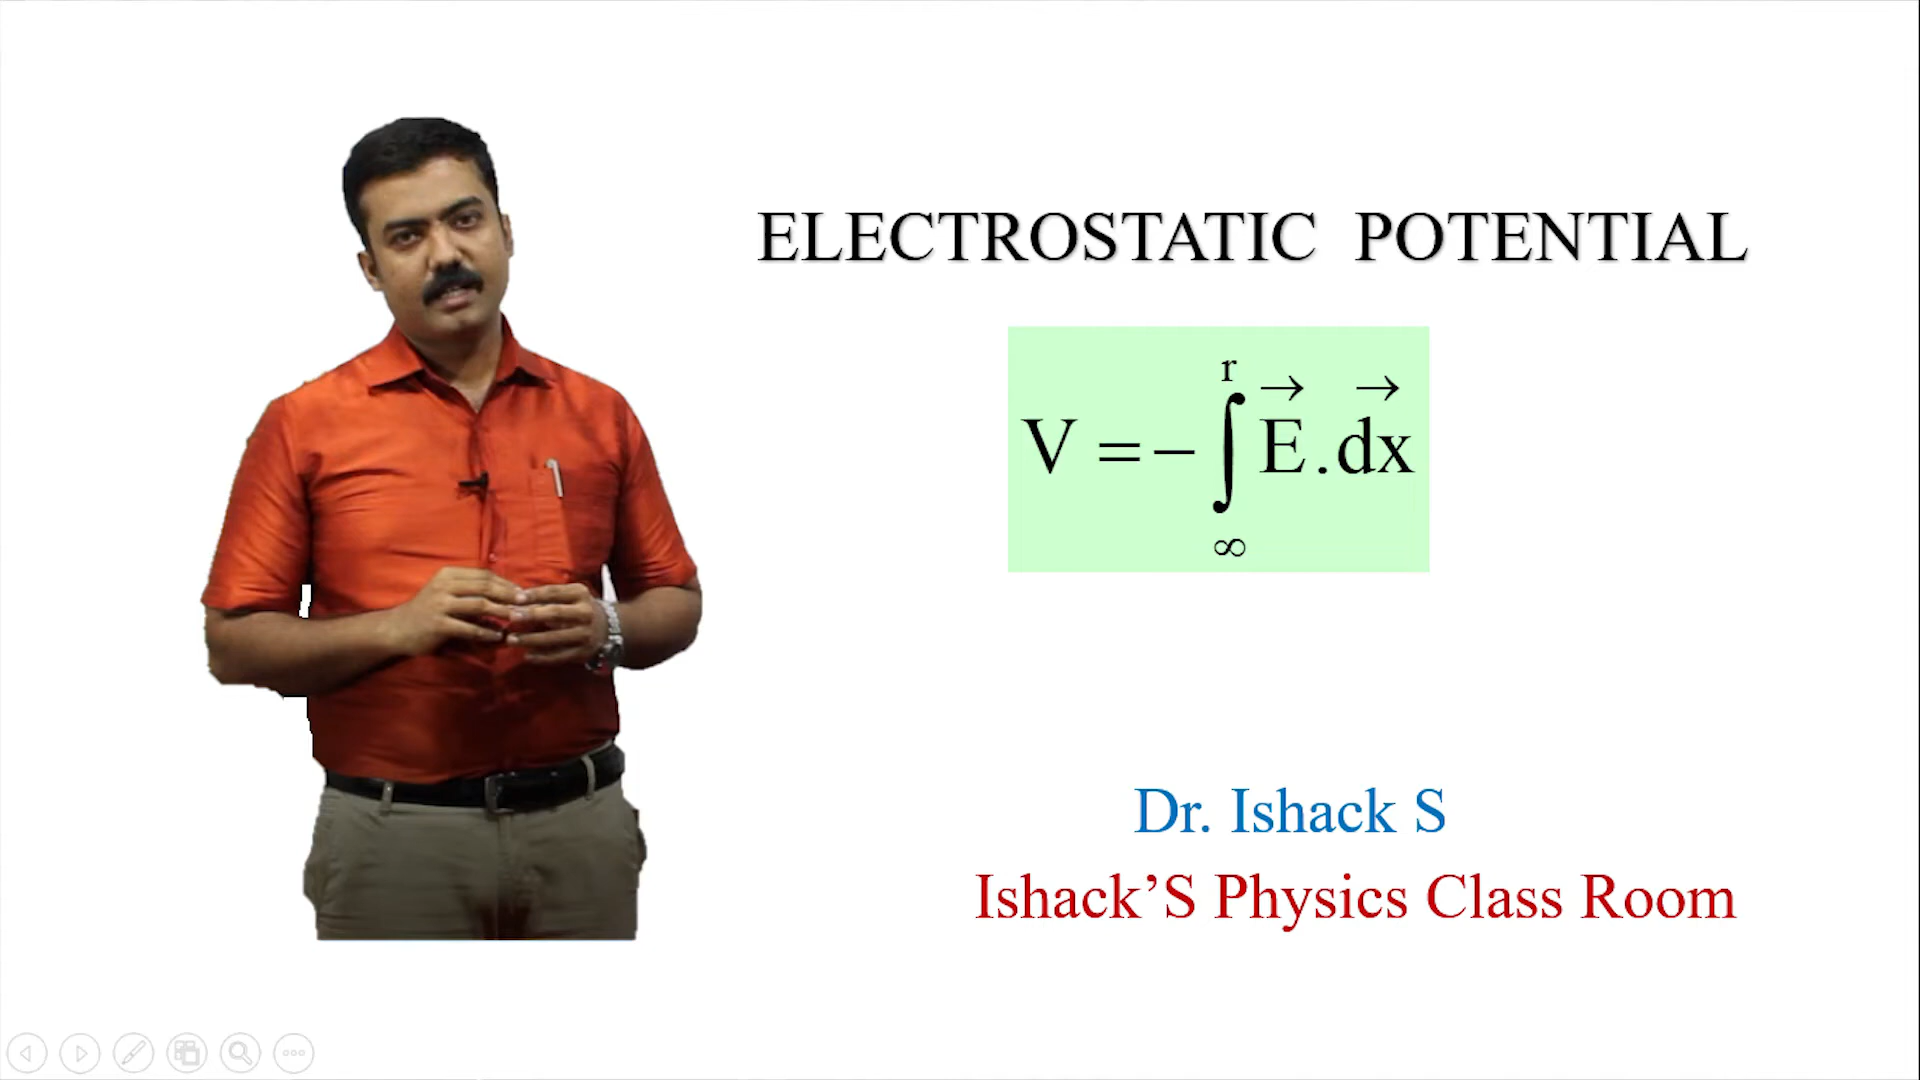 ELECTROSTATIC POTENTIAL
V = − ∫_∞^r E⃗ . dx⃗
Dr. Ishack S
Ishack’S Physics Class Room